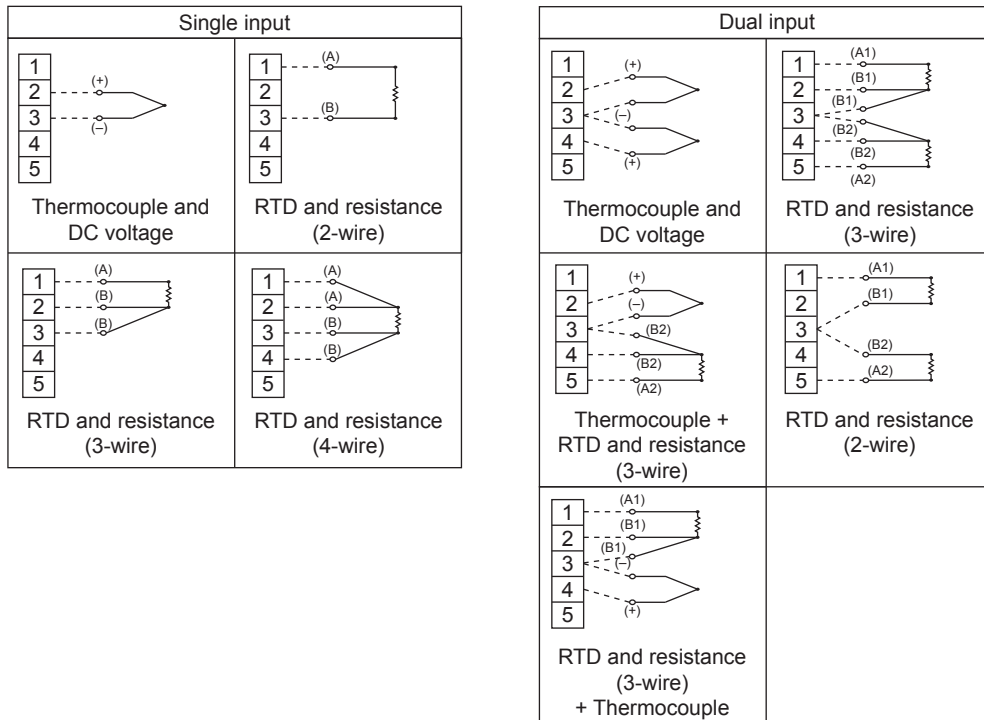 Single input
1
2
3
4
5
(+)
(–)
Thermocouple and
DC voltage
1
2
3
4
5
(A)
(B)
RTD and resistance
(2-wire)
1
2
3
4
5
(A)
(B)
(B)
RTD and resistance
(3-wire)
1
2
3
4
5
(A)
(A)
(B)
(B)
RTD and resistance
(4-wire)
Dual input
1
2
3
4
5
(+)
(–)
(+)
Thermocouple and
DC voltage
1
2
3
4
5
(A1)
(B1)
(B1)
(B2)
(B2)
(A2)
RTD and resistance
(3-wire)
1
2
3
4
5
(+)
(–)
(B2)
(B2)
(A2)
Thermocouple +
RTD and resistance
(3-wire)
1
2
3
4
5
(A1)
(B1)
(B2)
(A2)
RTD and resistance
(2-wire)
1
2
3
4
5
(A1)
(B1)
(B1)
(–)
(+)
RTD and resistance
(3-wire)
+ Thermocouple